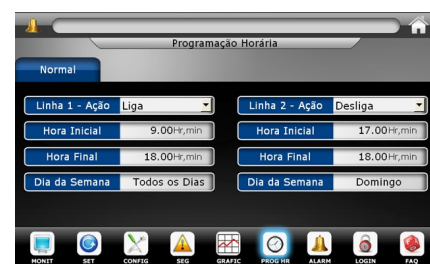 Programação Horária
Normal
Linha 1 - Ação Liga Linha 2 - Ação Desliga
Hora Inicial 9.00Hr,min Hora Inicial 17.00Hr,min
Hora Final 18.00Hr,min Hora Final 18.00Hr,min
Dia da Semana Todos os Dias Dia da Semana Domingo
MONIT SET CONFIG SEG GRAFIC PROG HR ALARM LOGIN FAQ